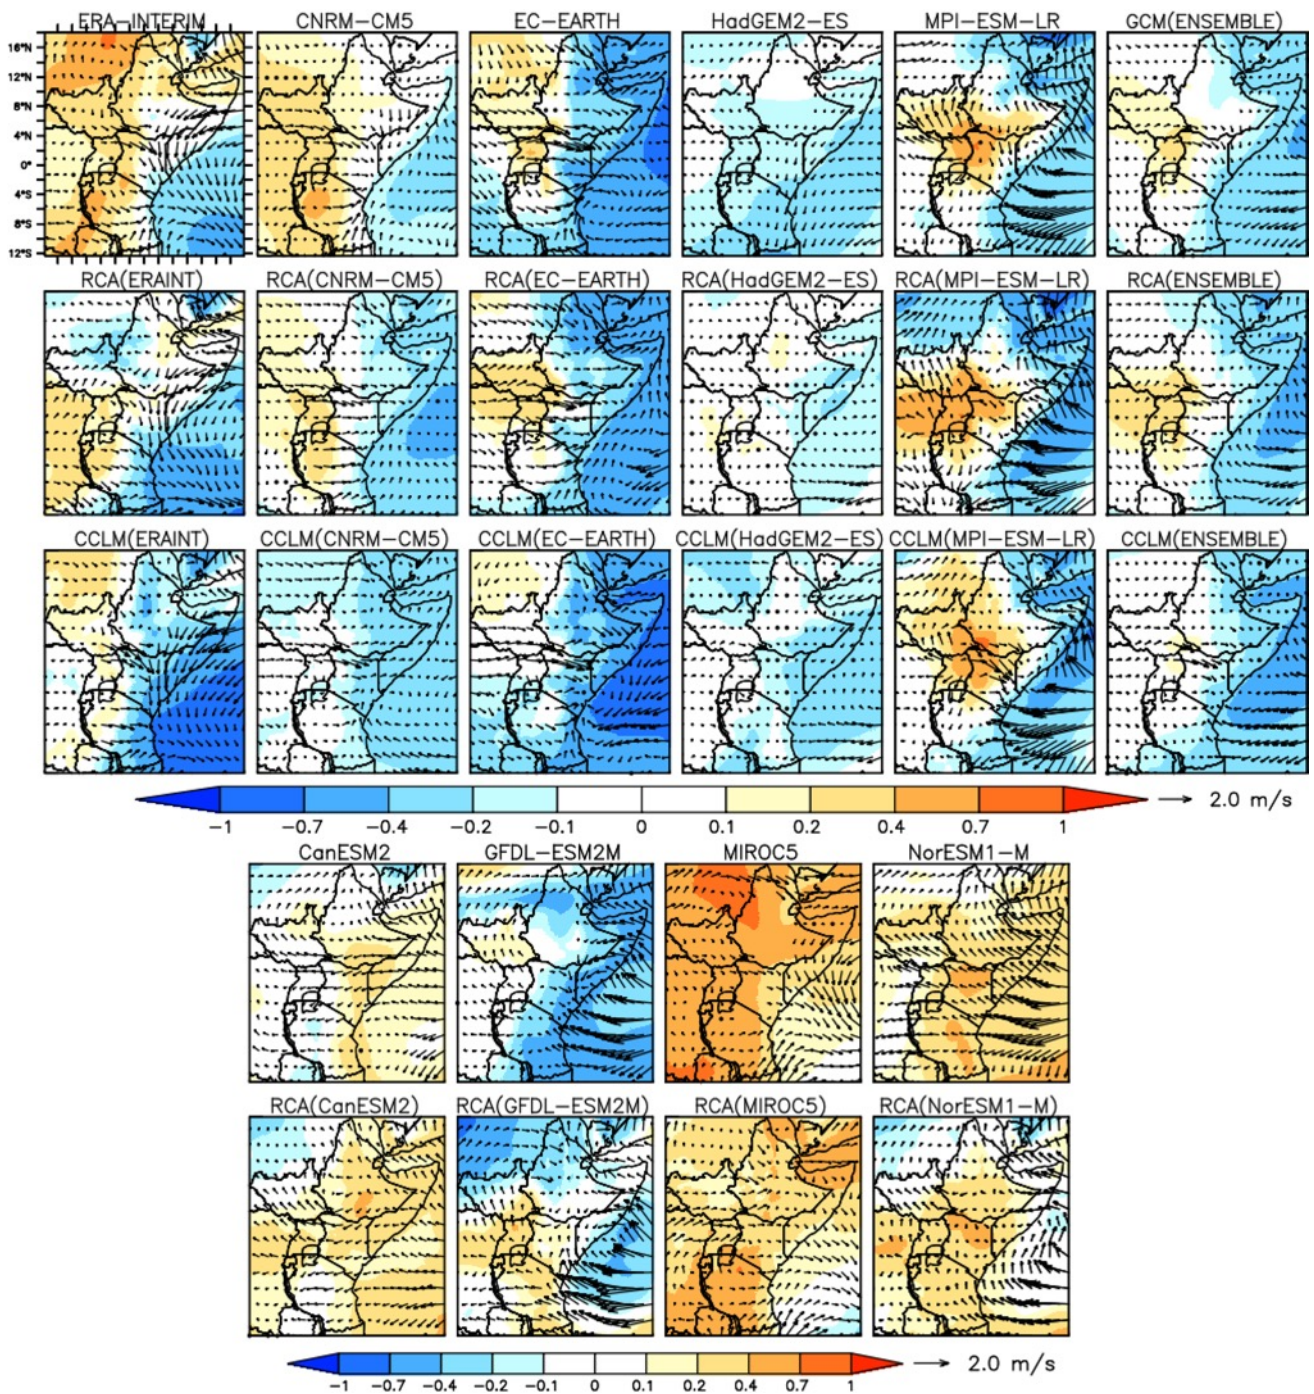 ERA-INTERIM CNRM-CM5 EC-EARTH HadGEM2-ES MPI-ESM-LR GCM(ENSEMBLE)
16°N
12°N
8°N
4°N
0°
4°S
8°S
12°S
RCA(ERAINT) RCA(CNRM-CM5) RCA(EC-EARTH) RCA(HadGEM2-ES) RCA(MPI-ESM-LR) RCA(ENSEMBLE)
CCLM(ERAINT) CCLM(CNRM-CM5) CCLM(EC-EARTH) CCLM(HadGEM2-ES) CCLM(MPI-ESM-LR) CCLM(ENSEMBLE)
2.0 m/s
-1 -0.7 -0.4 -0.2 -0.1 0 0.1 0.2 0.4 0.7 1
CanESM2 GFDL-ESM2M MIROC5 NorESM1-M
RCA(CanESM2) RCA(GFDL-ESM2M) RCA(MIROC5) RCA(NorESM1-M)
2.0 m/s
-1 -0.7 -0.4 -0.2 -0.1 0 0.1 0.2 0.4 0.7 1